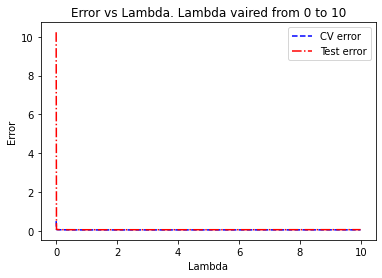 Error vs Lambda. Lambda vaired from 0 to 10
CV error
Test error
10
8
6
4
2
0
Error
0 2 4 6 8 10
Lambda